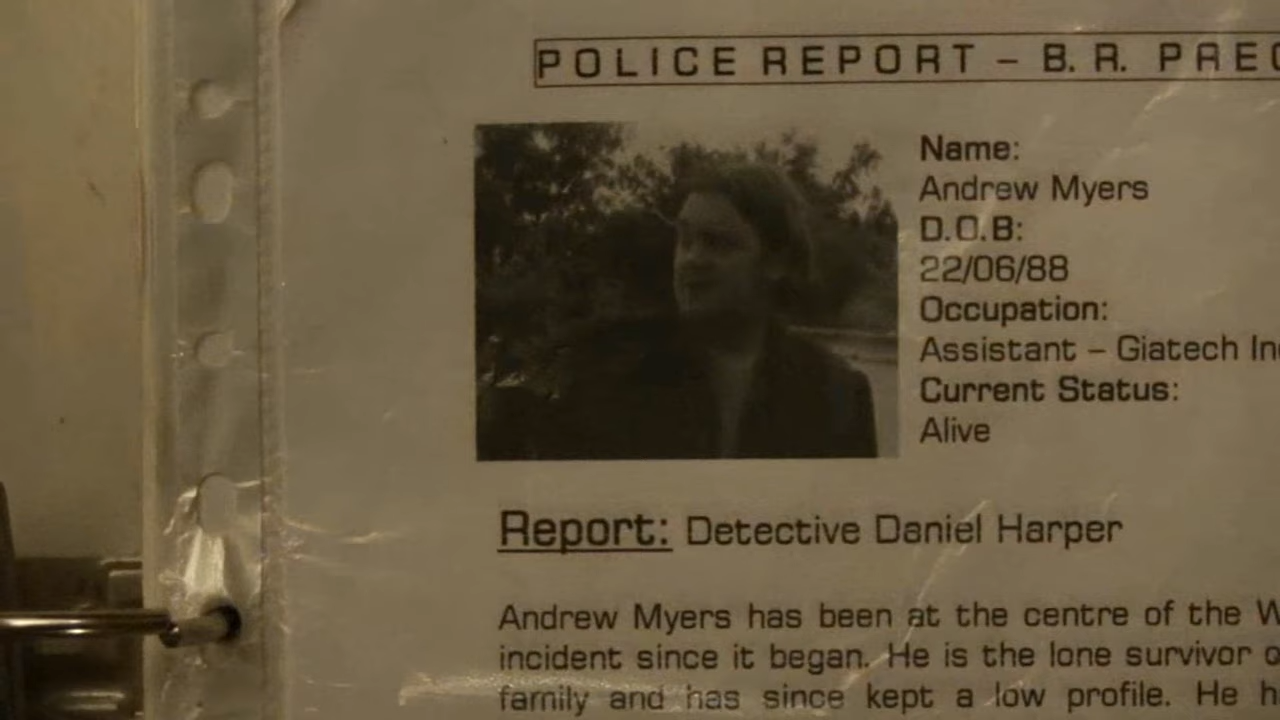 POLICE REPORT – B. R. PREC
Name:
Andrew Myers
D.O.B:
22/06/88
Occupation:
Assistant – Giatech In
Current Status:
Alive
Report: Detective Daniel Harper
Andrew Myers has been at the centre of the W
incident since it began. He is the lone survivor o
family and has since kept a low profile. He h